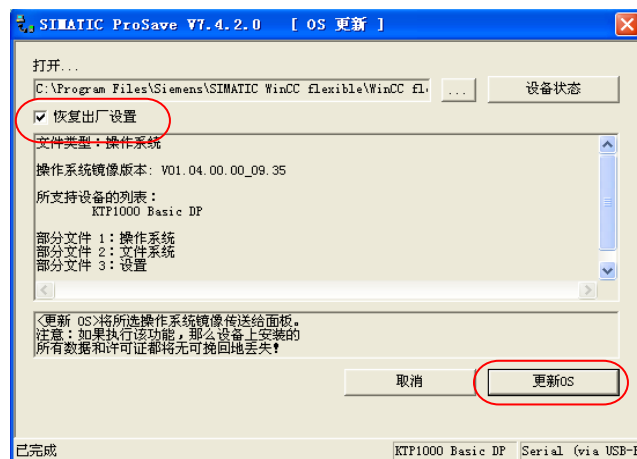 SIMATIC ProSave V7.4.2.0 [ OS 更新 ]
打开...
C:\Program Files\Siemens\SIMATIC WinCC flexible\WinCC fl
... 设备状态
恢复出厂设置
文件类型：操作系统
操作系统镜像版本: V01.04.00.00_09.35
所支持设备的列表：
KTP1000 Basic DP
部分文件 1：操作系统
部分文件 2：文件系统
部分文件 3：设置
<更新 OS>将所选操作系统镜像传送给面板。
注意：如果执行该功能，那么设备上安装的
所有数据和许可证都将无可挽回地丢失!
取消 更新OS
已完成 KTP1000 Basic DP Serial (via USB-P